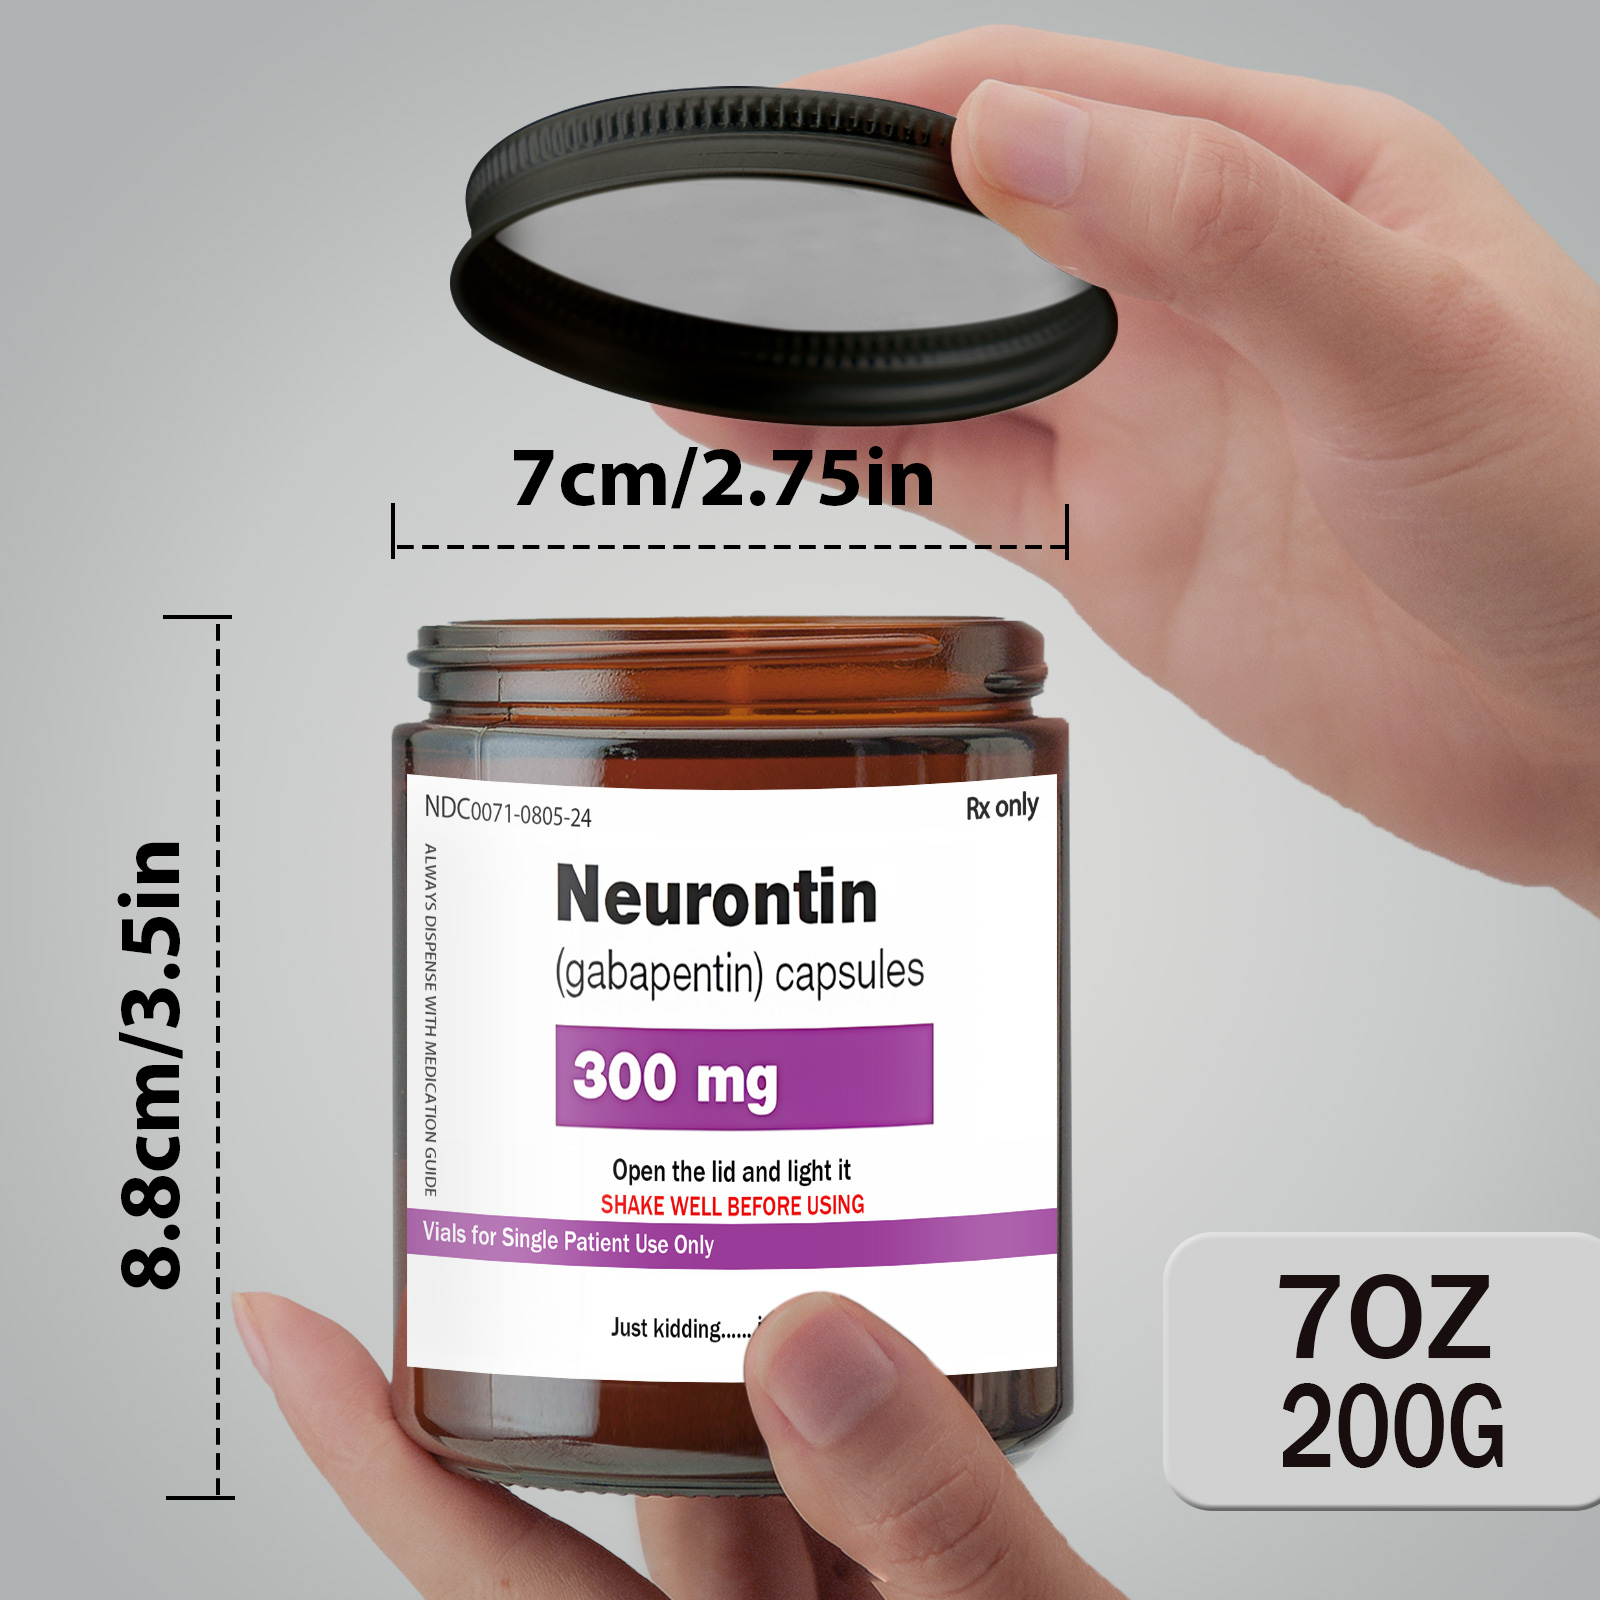 7cm/2.75in
8.8cm/3.5in
NDC0071-0805-24
Rx only
ALWAYS DISPENSE WITH MEDICATION GUIDE
Neurontin
(gabapentin) capsules
300 mg
Open the lid and light it
SHAKE WELL BEFORE USING
Vials for Single Patient Use Only
Just kidding......
7OZ
200G